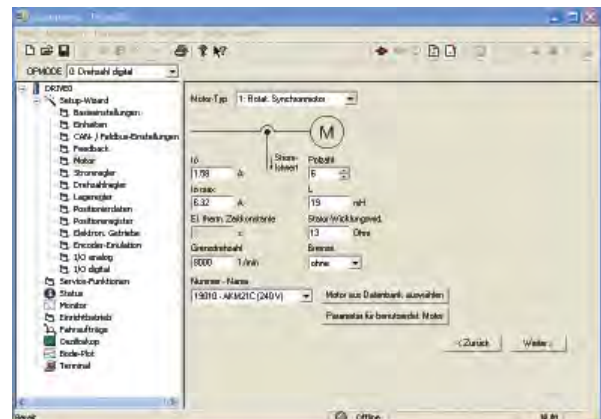 OPMODE 0: Drehzahl digital
DRIVE0
Setup-Wizard
Basiseinstellungen
Einheiten
CAN- / Feldbus-Einstellungen
Feedback
Motor
Stromregler
Drehzahlregler
Lageregler
Positionierdaten
Positionsregister
Elektron. Getriebe
Encoder-Emulation
I/O analog
I/O digital
Service-Funktionen
Status
Monitor
Einrichtbetrieb
Fahraufträge
Oszilloskop
Bode-Plot
Terminal
Motor-Typ 1: Rotat. Synchronmotor
M
Strom-
I0 Polzahl
1.58 A 6
I0max L
6.32 A 19 mH
El. therm. Zeitkonstante Stator-Wicklungswid.
s 13 Ohm
Grenzdrehzahl Bremse
8000 1/min ohne
Nummer - Name
19010 - AKM21C (240 V) Motor aus Datenbank auswählen
Parameter für benutzerdef. Motor
< Zurück Weiter >
Bereit Offline